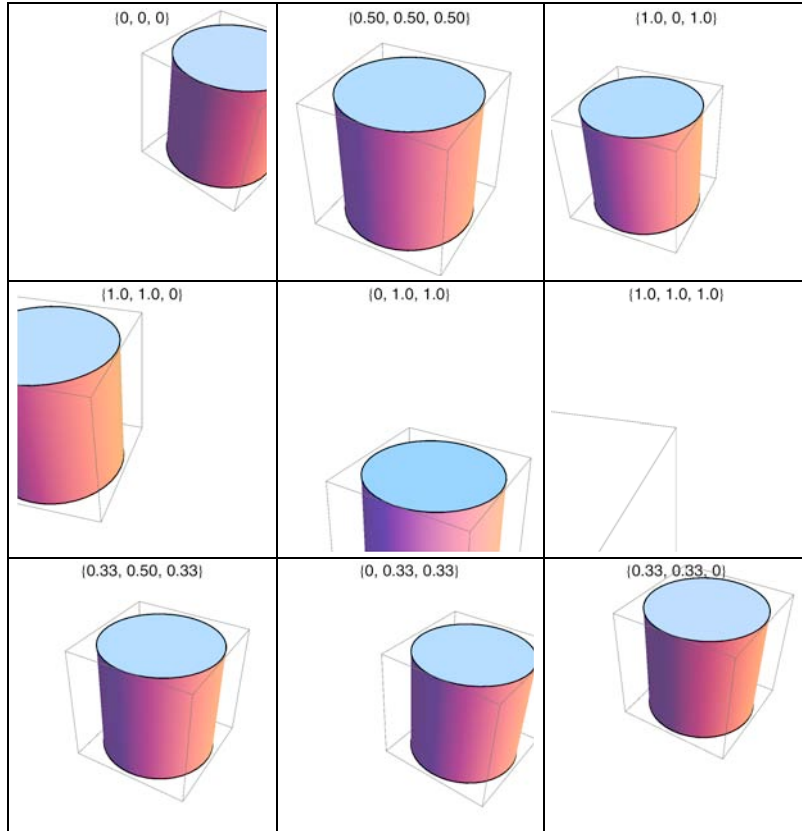 {0, 0, 0}
{0.50, 0.50, 0.50}
{1.0, 0, 1.0}
{1.0, 1.0, 0}
{0, 1.0, 1.0}
{1.0, 1.0, 1.0}
{0.33, 0.50, 0.33}
{0, 0.33, 0.33}
{0.33, 0.33, 0}